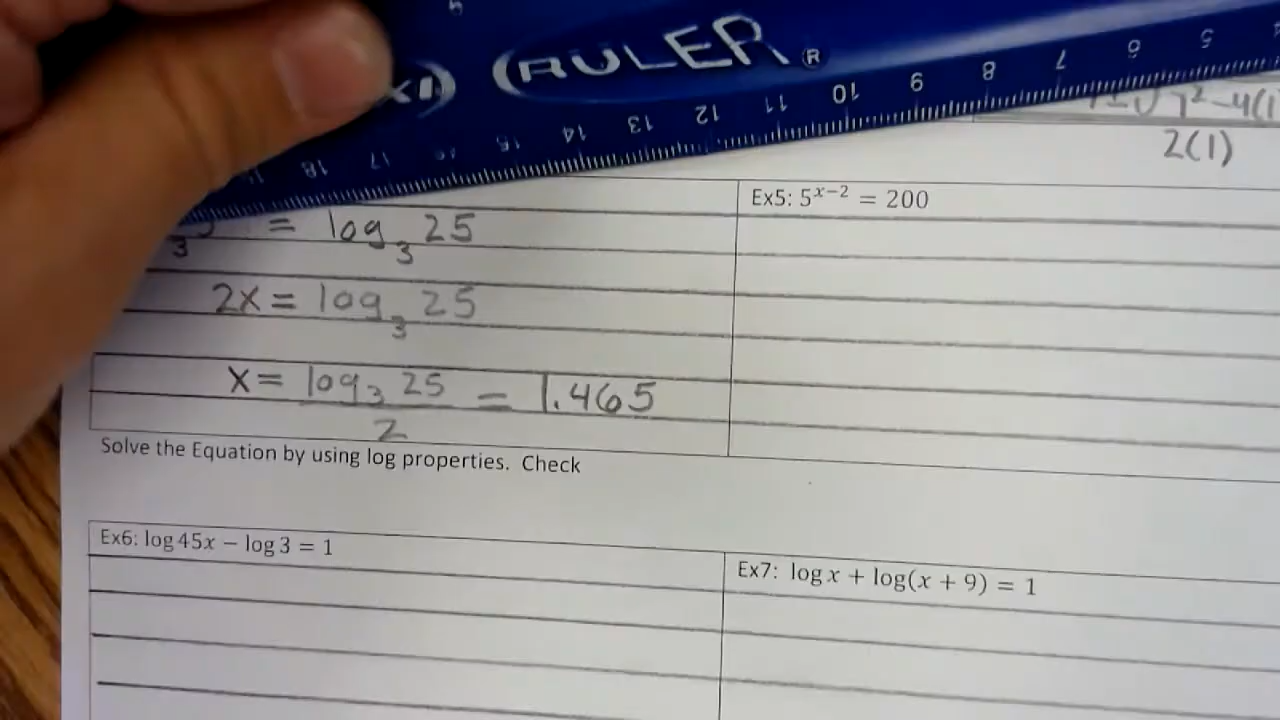 RULER ®
18 17 16 15 14 13 12 11 10 9 8 7 6 5
2(1)
= log₃ 25
2x = log₃ 25
x = log₃ 25 / 2 = 1.465
Ex5: 5^{x−2} = 200
Solve the Equation by using log properties. Check
Ex6: log 45x − log 3 = 1
Ex7: log x + log(x + 9) = 1